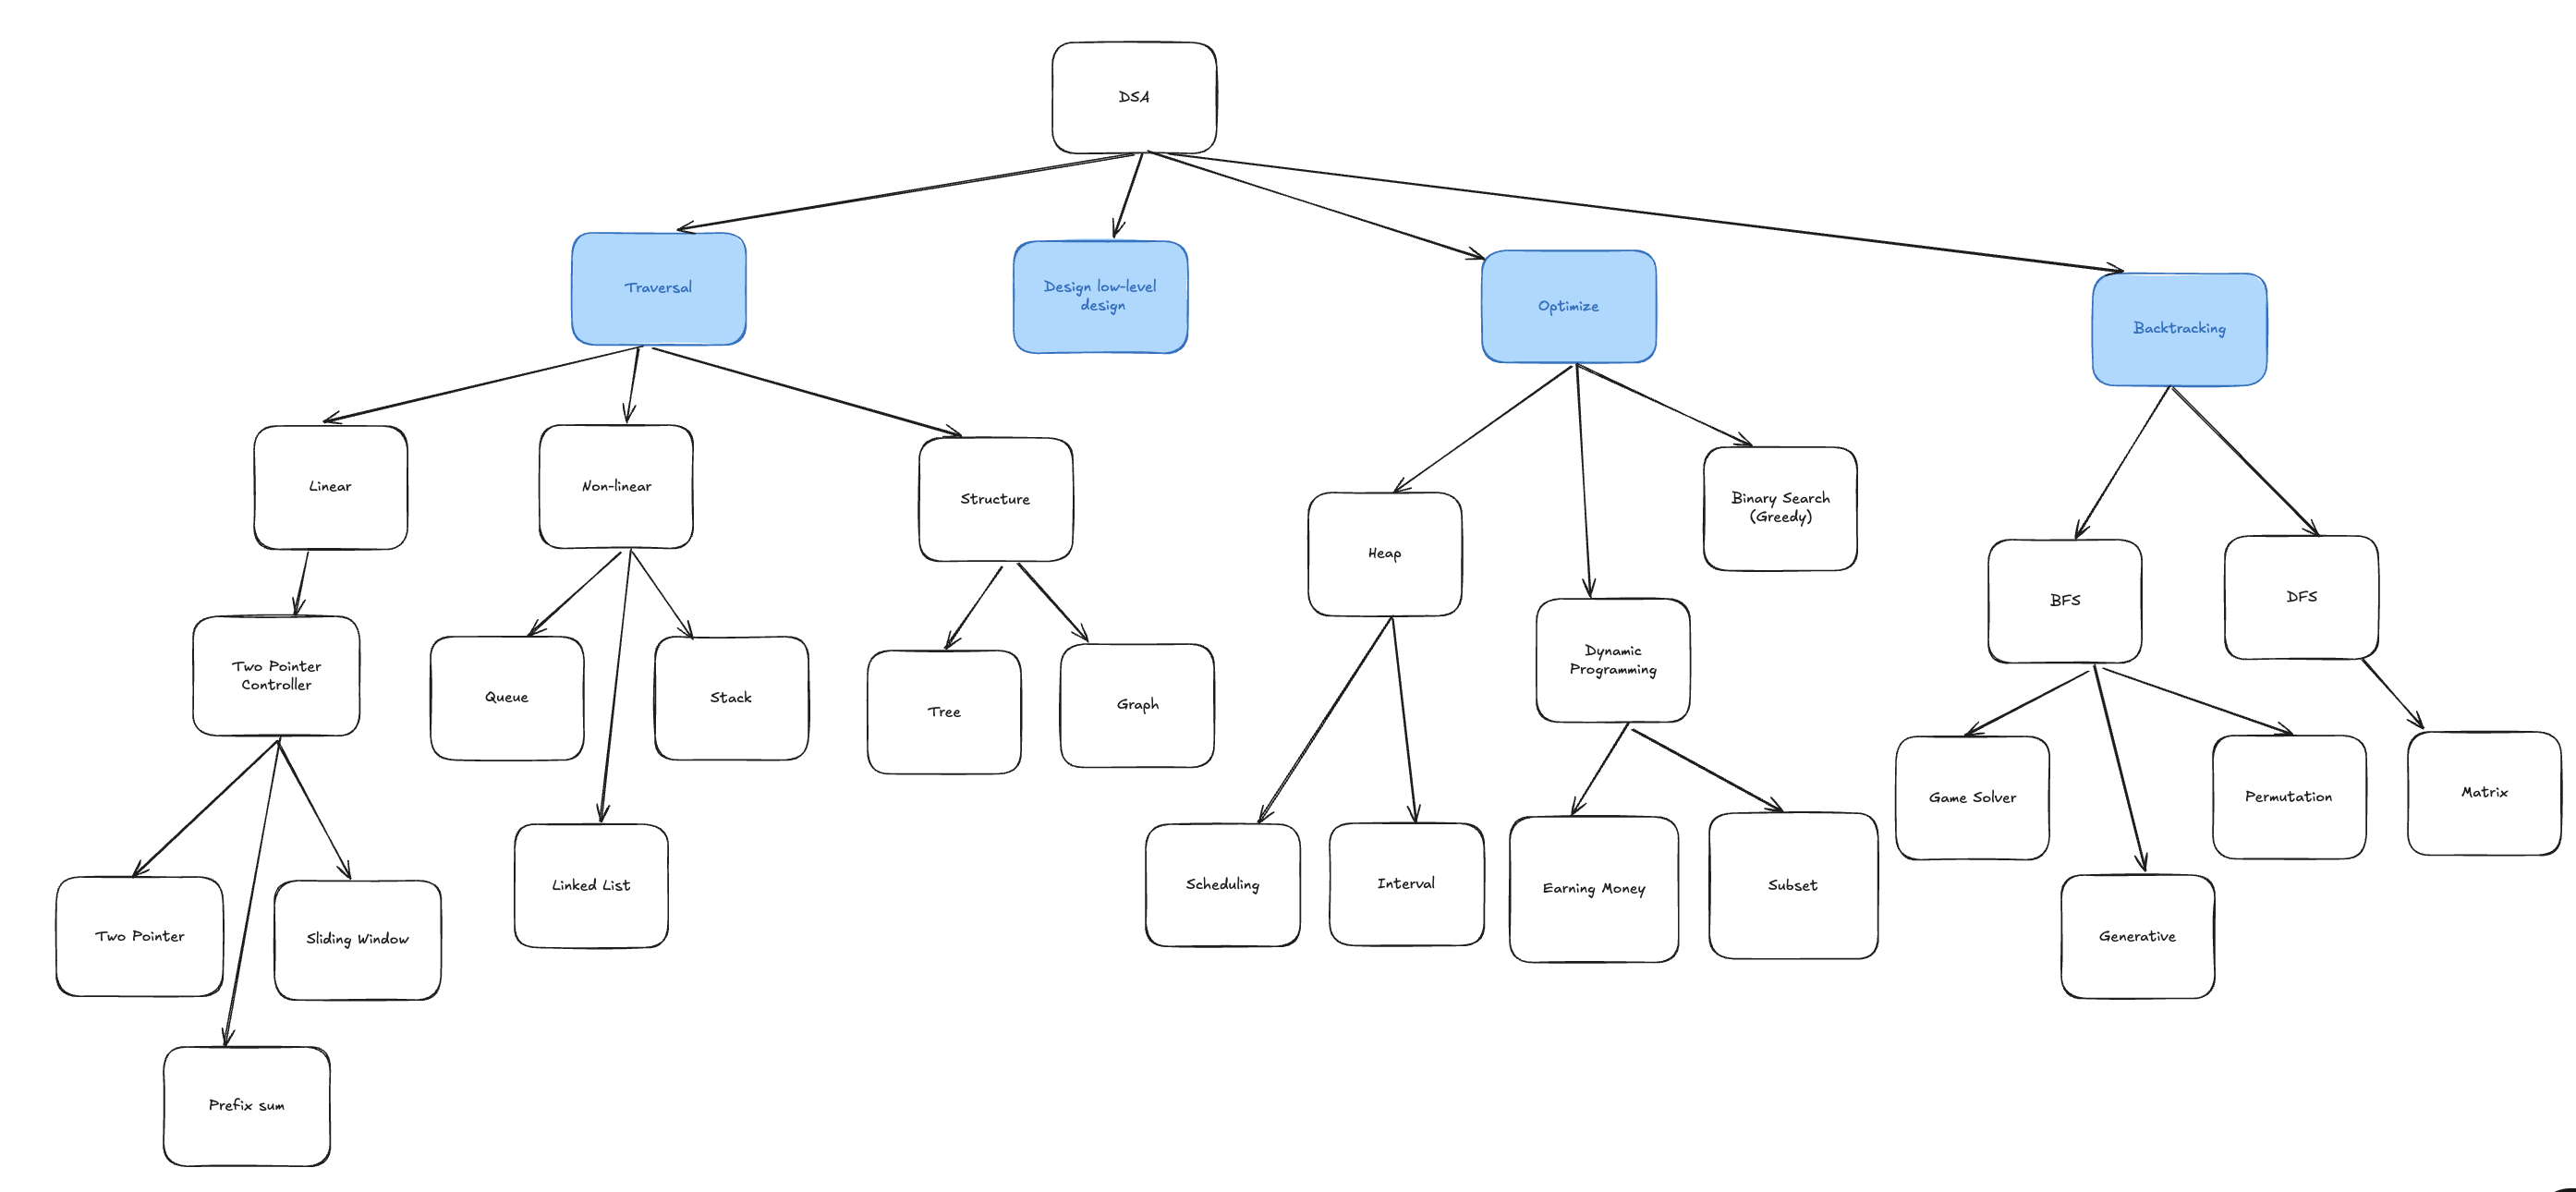 DSA
Traversal
Design low-level
design
Optimize
Backtracking
Linear
Non-linear
Structure
Binary Search
(Greedy)
Heap
BFS
DFS
Two Pointer
Controller
Queue
Stack
Tree
Graph
Dynamic
Programming
Game Solver
Permutation
Matrix
Linked List
Scheduling
Interval
Earning Money
Subset
Two Pointer
Sliding Window
Generative
Prefix sum